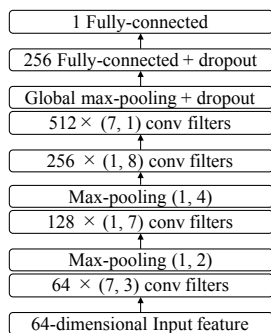 1 Fully-connected
256 Fully-connected + dropout
Global max-pooling + dropout
512 × (7, 1) conv filters
256 × (1, 8) conv filters
Max-pooling (1, 4)
128 × (1, 7) conv filters
Max-pooling (1, 2)
64 × (7, 3) conv filters
64-dimensional Input feature